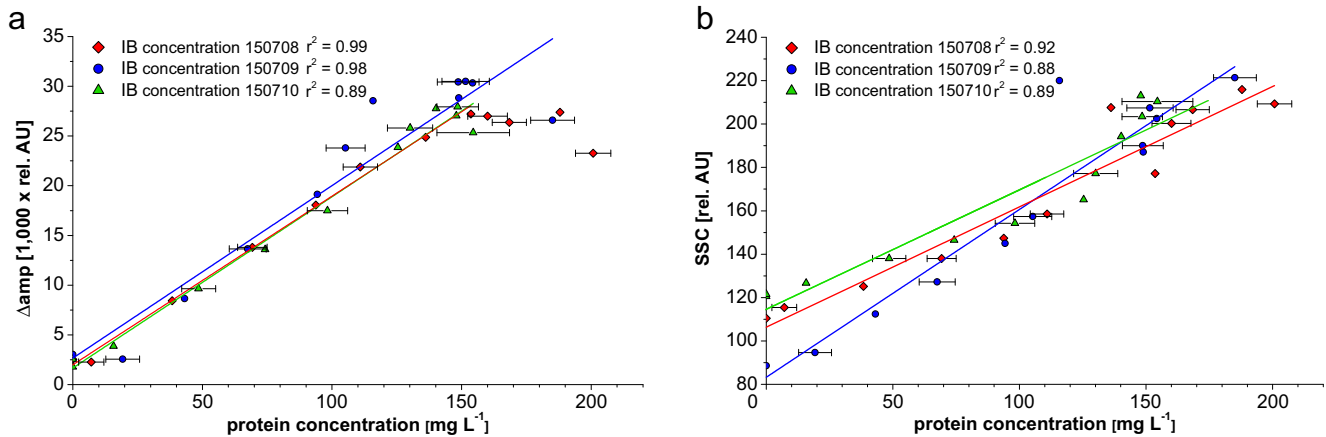 a
IB concentration 150708 r² = 0.99
IB concentration 150709 r² = 0.98
IB concentration 150710 r² = 0.89
35
30
25
20
15
10
5
0
Δamp [1,000 x rel. AU]
0 50 100 150 200
protein concentration [mg L⁻¹]
b
IB concentration 150708 r² = 0.92
IB concentration 150709 r² = 0.88
IB concentration 150710 r² = 0.89
240
220
200
180
160
140
120
100
80
SSC [rel. AU]
0 50 100 150 200
protein concentration [mg L⁻¹]